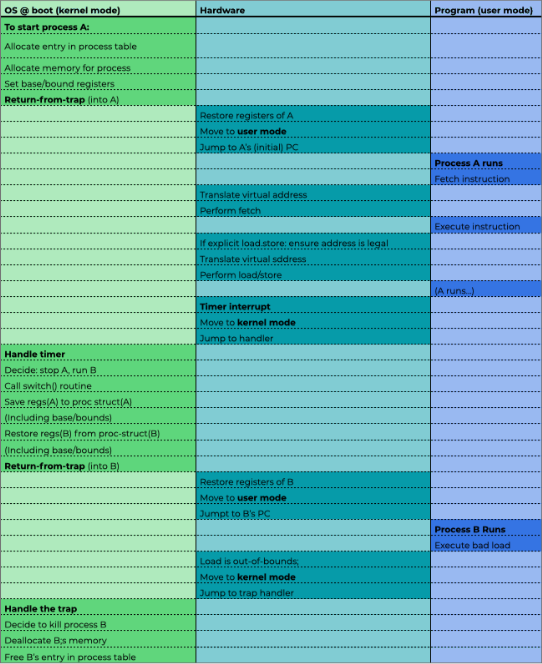 OS @ boot (kernel mode) Hardware Program (user mode)
To start process A:
Allocate entry in process table
Allocate memory for process
Set base/bound registers
Return-from-trap (into A)
Restore registers of A
Move to user mode
Jump to A's (initial) PC
Process A runs
Fetch instruction
Translate virtual address
Perform fetch
Execute instruction
If explicit load.store: ensure address is legal
Translate virtual address
Perform load/store
(A runs...)
Timer interrupt
Move to kernel mode
Jump to handler
Handle timer
Decide: stop A, run B
Call switch() routine
Save regs(A) to proc struct(A)
(Including base/bounds)
Restore regs(B) from proc-struct(B)
(Including base/bounds)
Return-from-trap (into B)
Restore registers of B
Move to user mode
Jumpt to B's PC
Process B Runs
Execute bad load
Load is out-of-bounds;
Move to kernel mode
Jump to trap handler
Handle the trap
Decide to kill process B
Deallocate B;s memory
Free B's entry in process table